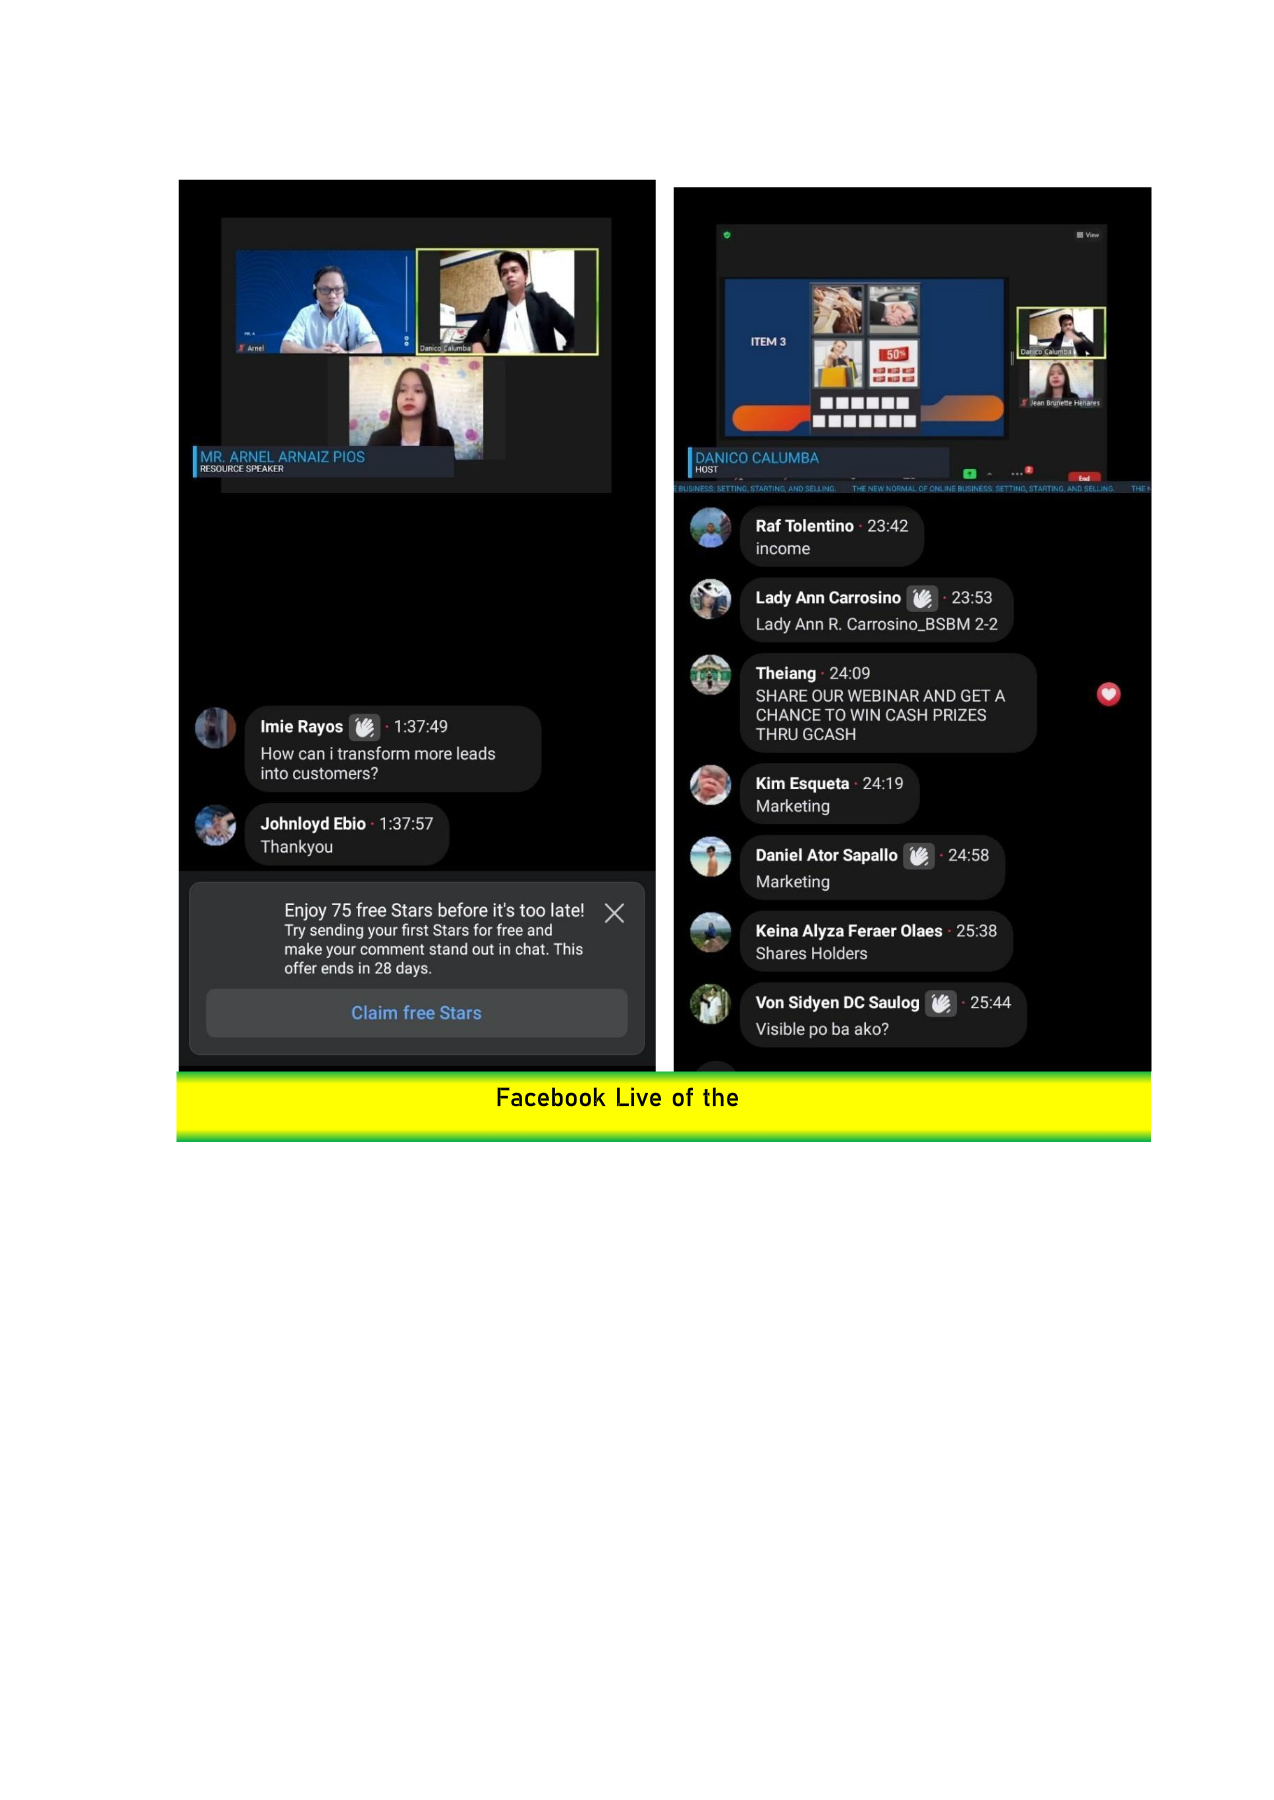 Arnel
Danico Calumba
MR. ARNEL ARNAIZ PIOS
RESOURCE SPEAKER
Imie Rayos · 1:37:49
How can i transform more leads
into customers?
Johnloyd Ebio · 1:37:57
Thankyou
Enjoy 75 free Stars before it's too late!
Try sending your first Stars for free and
make your comment stand out in chat. This
offer ends in 28 days.
Claim free Stars
View
ITEM 3
50%
Danico Calumba
Jean Brunette Henares
DANICO CALUMBA
HOST
2
End
E BUSINESS: SETTING, STARTING, AND SELLING. THE NEW NORMAL OF ONLINE BUSINESS: SETTING, STARTING, AND SELLING. THE N
Raf Tolentino · 23:42
income
Lady Ann Carrosino · 23:53
Lady Ann R. Carrosino_BSBM 2-2
Theiang · 24:09
SHARE OUR WEBINAR AND GET A
CHANCE TO WIN CASH PRIZES
THRU GCASH
Kim Esqueta · 24:19
Marketing
Daniel Ator Sapallo · 24:58
Marketing
Keina Alyza Feraer Olaes · 25:38
Shares Holders
Von Sidyen DC Saulog · 25:44
Visible po ba ako?
Facebook Live of the